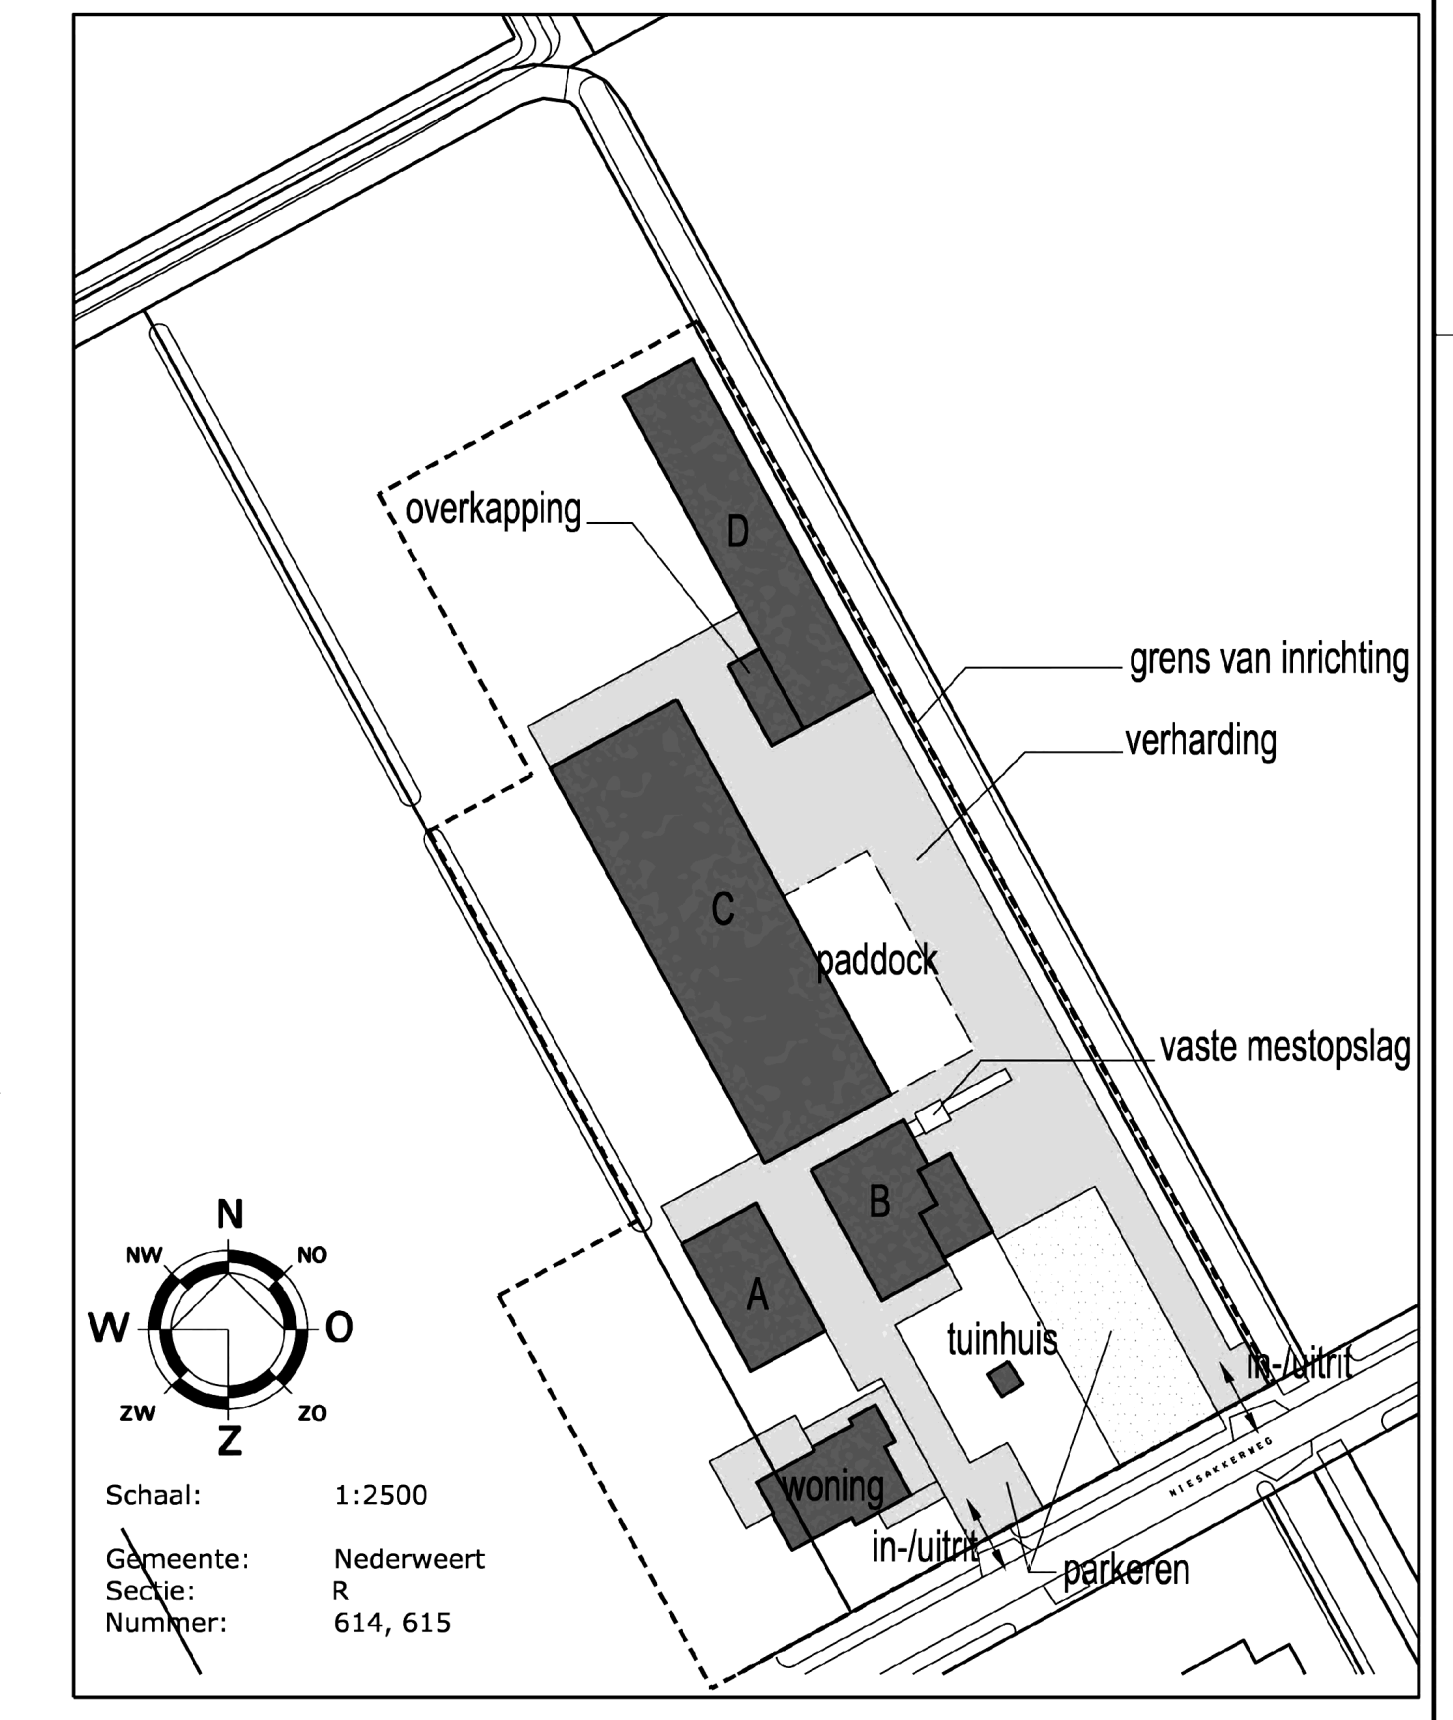 overkapping
D
grens van inrichting
verharding
C
paddock
vaste mestopslag
B
A
tuinhuis
in-/uitrit
NIESAKKERWEG
woning
in-/uitrit
parkeren
N
NW NO
W O
ZW ZO
Z
Schaal: 1:2500
Gemeente: Nederweert
Sectie: R
Nummer: 614, 615